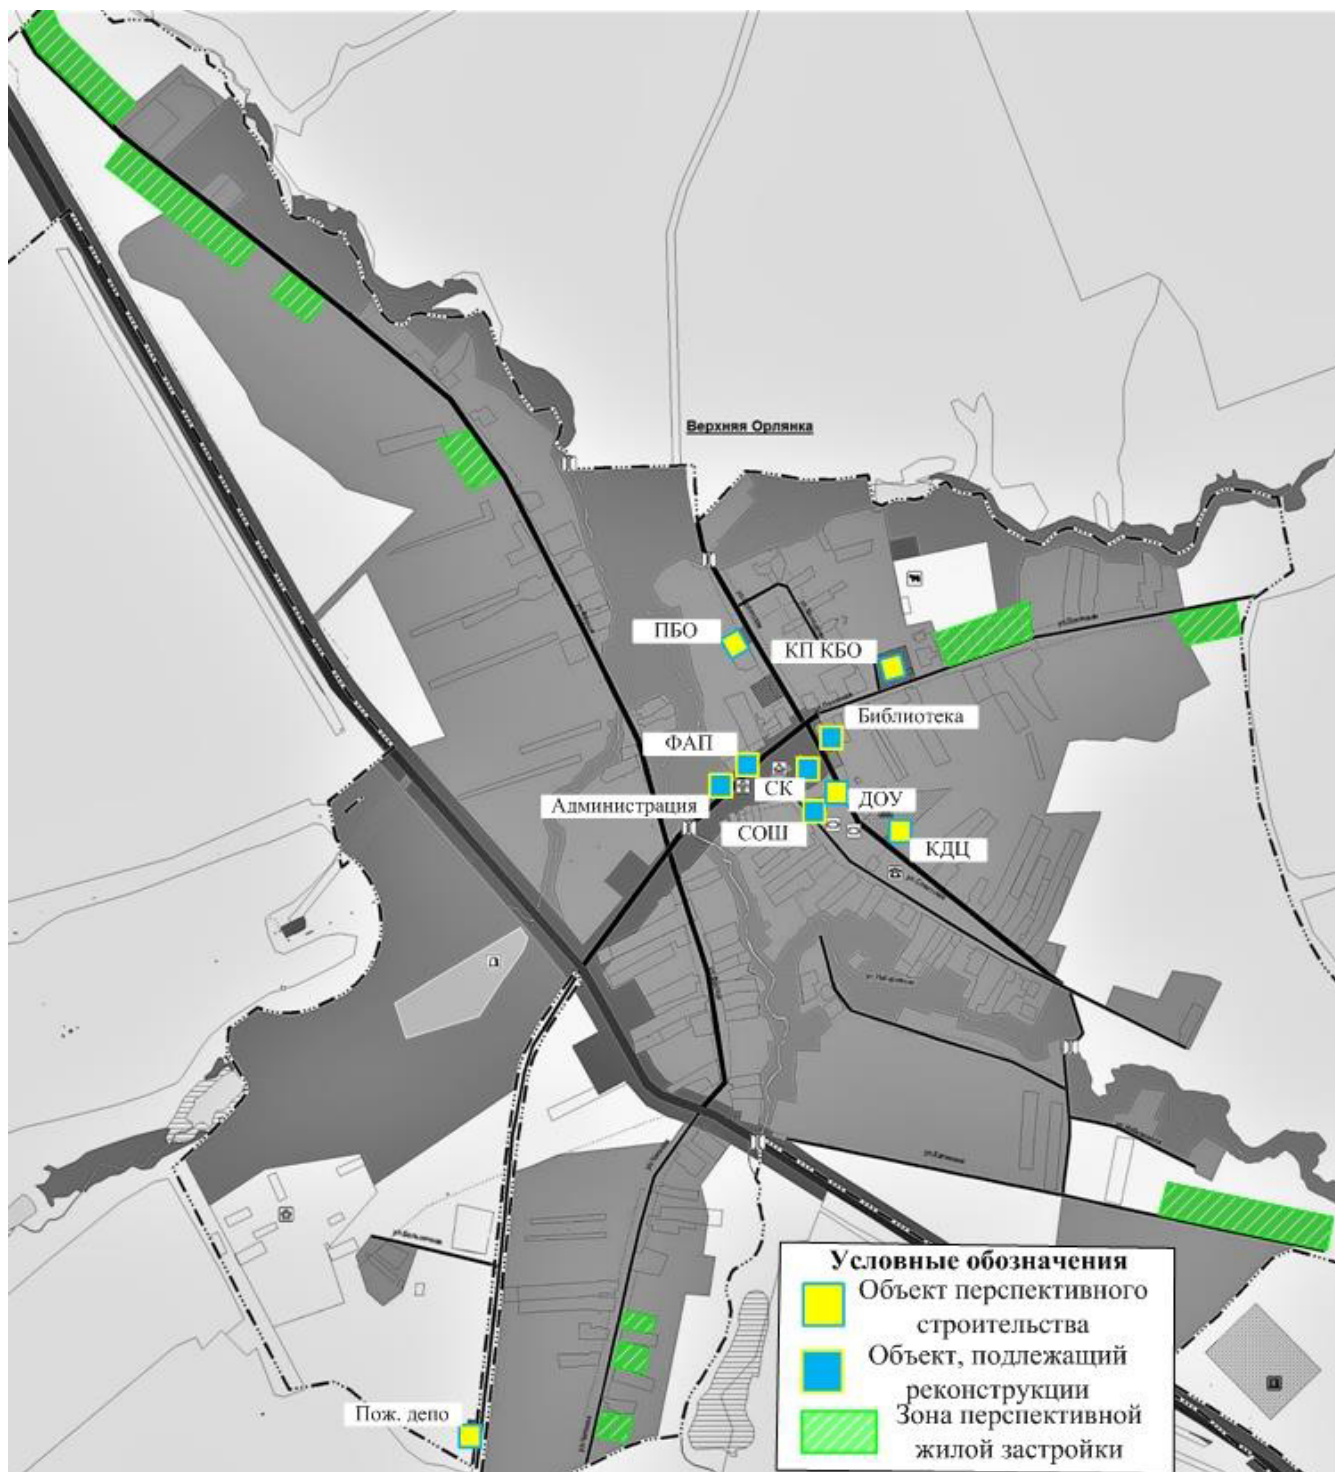 Верхняя Орлянка
ПБО
КП КБО
Библиотека
ФАП
СК
Администрация
ДОУ
СОШ
КДЦ
Пож. депо
Условные обозначения
Объект перспективного
строительства
Объект, подлежащий
реконструкции
Зона перспективной
жилой застройки